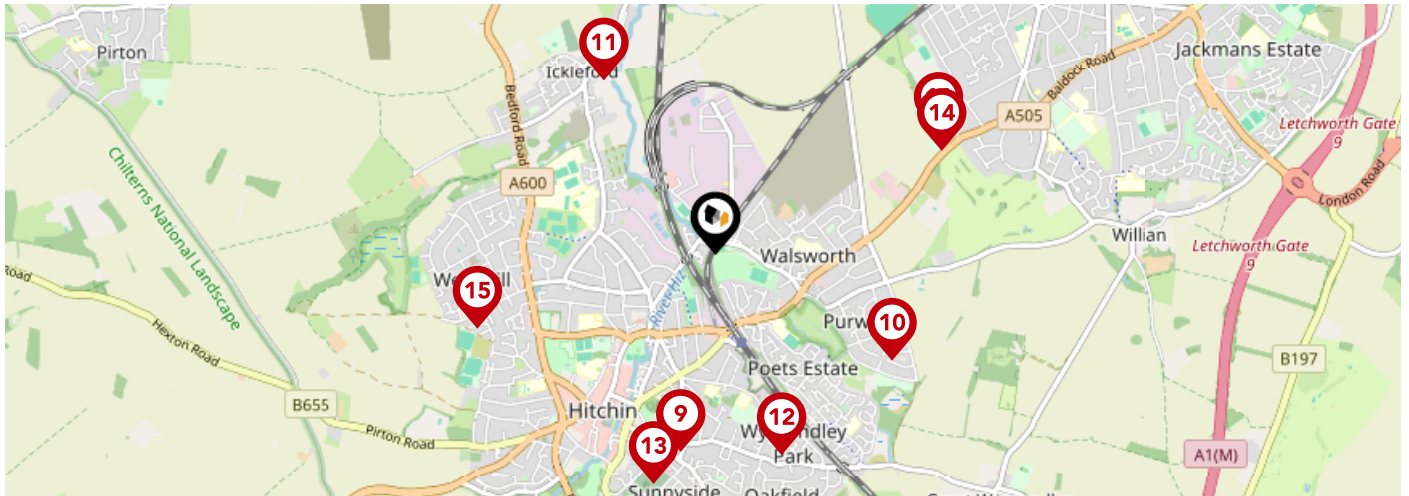 Pirton
11
Ickleford
Jackmans Estate
Baldock Road
Bedford Road
14
A505
Letchworth Gate
9
Chilterns National Landscape
A600
London Road
Willian
Walsworth
Letchworth Gate
9
Road
15
River Hiz
10
Hexton Road
B197
Poets Estate
B655
Hitchin
9
12
Pirton Road
13
Park
A1(M)
Sunnyside
Oakfield